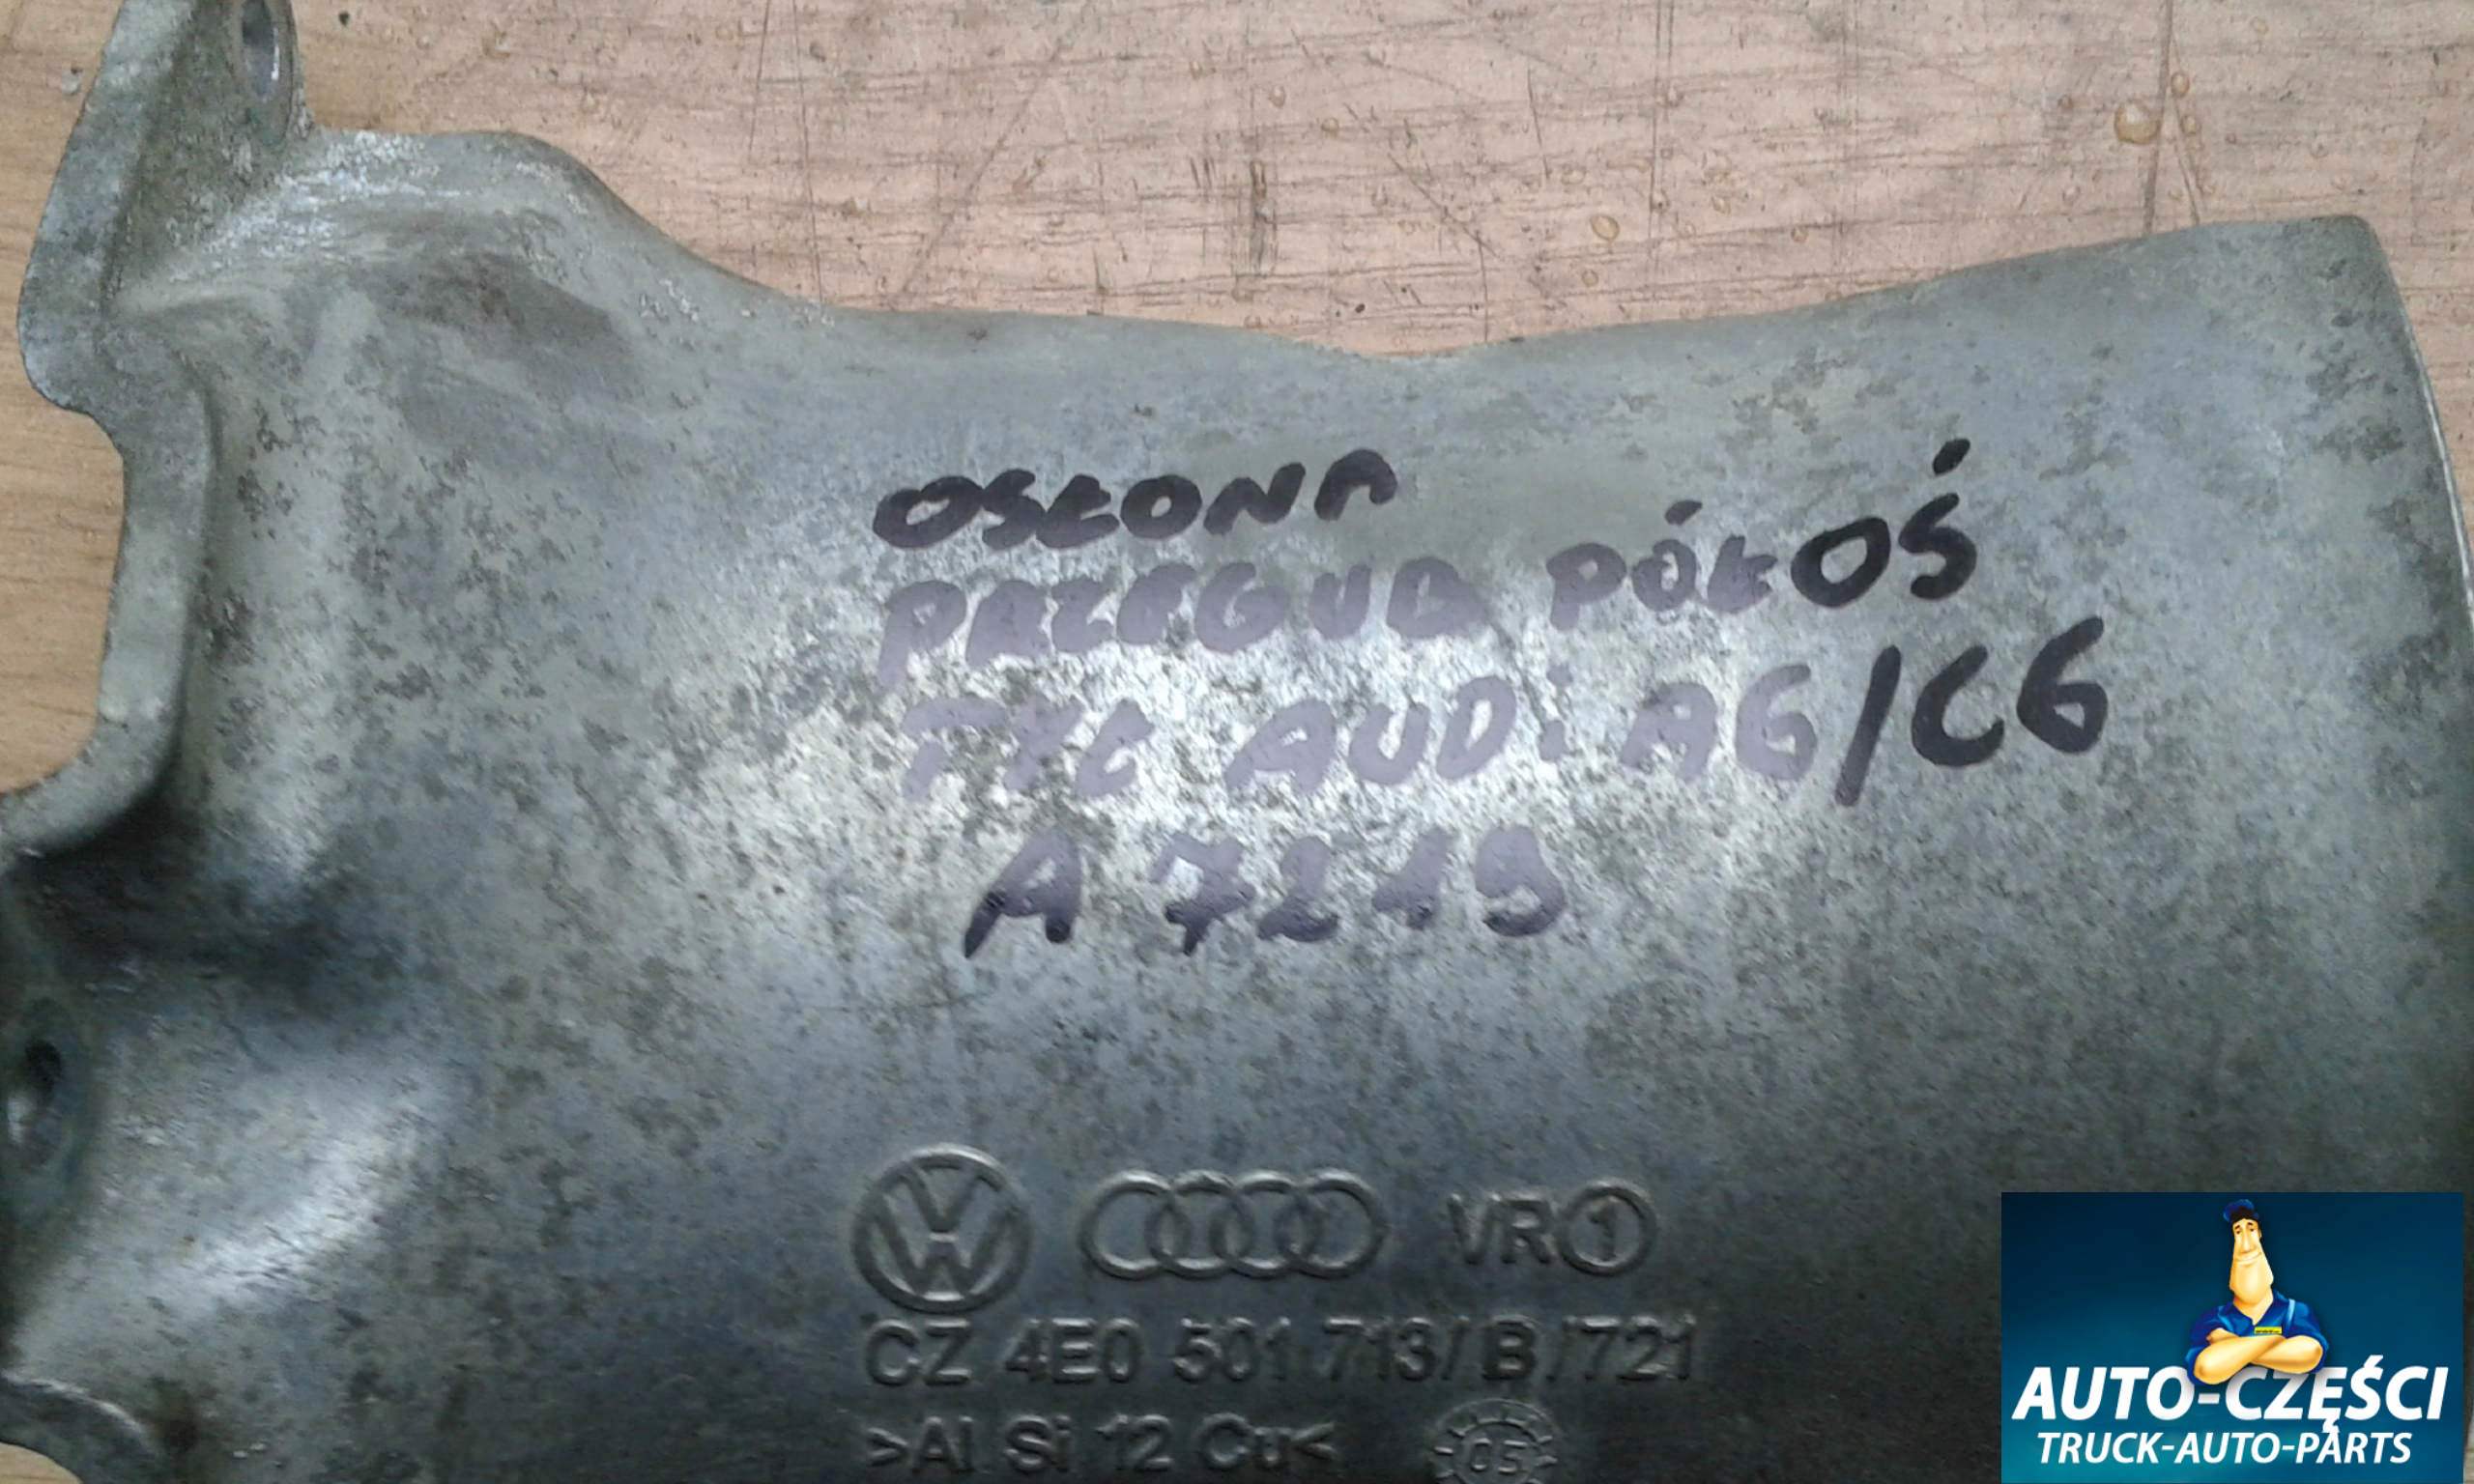 OSŁONA
PRZEGUB PÓŁOŚ
TYŁ AUDi A6/C6
A 7219
VR 1
CZ 4E0 501 713/ B /721
>Al Si 12 Cu<
05
AUTO-CZĘŚCI
TRUCK-AUTO-PARTS